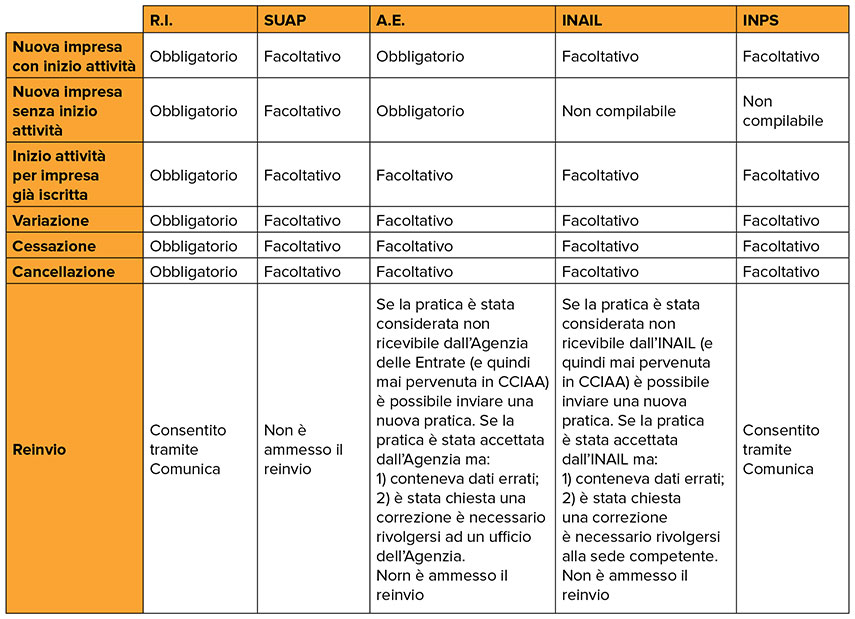 R.I. SUAP A.E. INAIL INPS
Nuova impresa
con inizio attività
Obbligatorio
Facoltativo
Obbligatorio
Facoltativo
Facoltativo
Nuova impresa
senza inizio
attività
Obbligatorio
Facoltativo
Obbligatorio
Non compilabile
Non
compilabile
Inizio attività
per impresa
già iscritta
Obbligatorio
Facoltativo
Facoltativo
Facoltativo
Facoltativo
Variazione
Obbligatorio
Facoltativo
Facoltativo
Facoltativo
Facoltativo
Cessazione
Obbligatorio
Facoltativo
Facoltativo
Facoltativo
Facoltativo
Cancellazione
Obbligatorio
Facoltativo
Facoltativo
Facoltativo
Facoltativo
Reinvio
Consentito
tramite
Comunica
Non è
ammesso il
reinvio
Se la pratica è stata
considerata non
ricevibile dall'Agenzia
delle Entrate (e quindi
mai pervenuta in CCIAA)
è possibile inviare una
nuova pratica. Se la
pratica è stata accettata
dall'Agenzia ma:
1) conteneva dati errati;
2) è stata chiesta una
correzione è necessario
rivolgersi ad un ufficio
dell'Agenzia.
Norn è ammesso il
reinvio
Se la pratica è stata
considerata non
ricevibile dall'INAIL (e
quindi mai pervenuta
in CCIAA) è possibile
inviare una nuova
pratica. Se la pratica
è stata accettata
dall'INAIL ma:
1) conteneva dati errati;
2) è stata chiesta
una correzione
è necessario rivolgersi
alla sede competente.
Non è ammesso il
reinvio
Consentito
tramite
Comunica